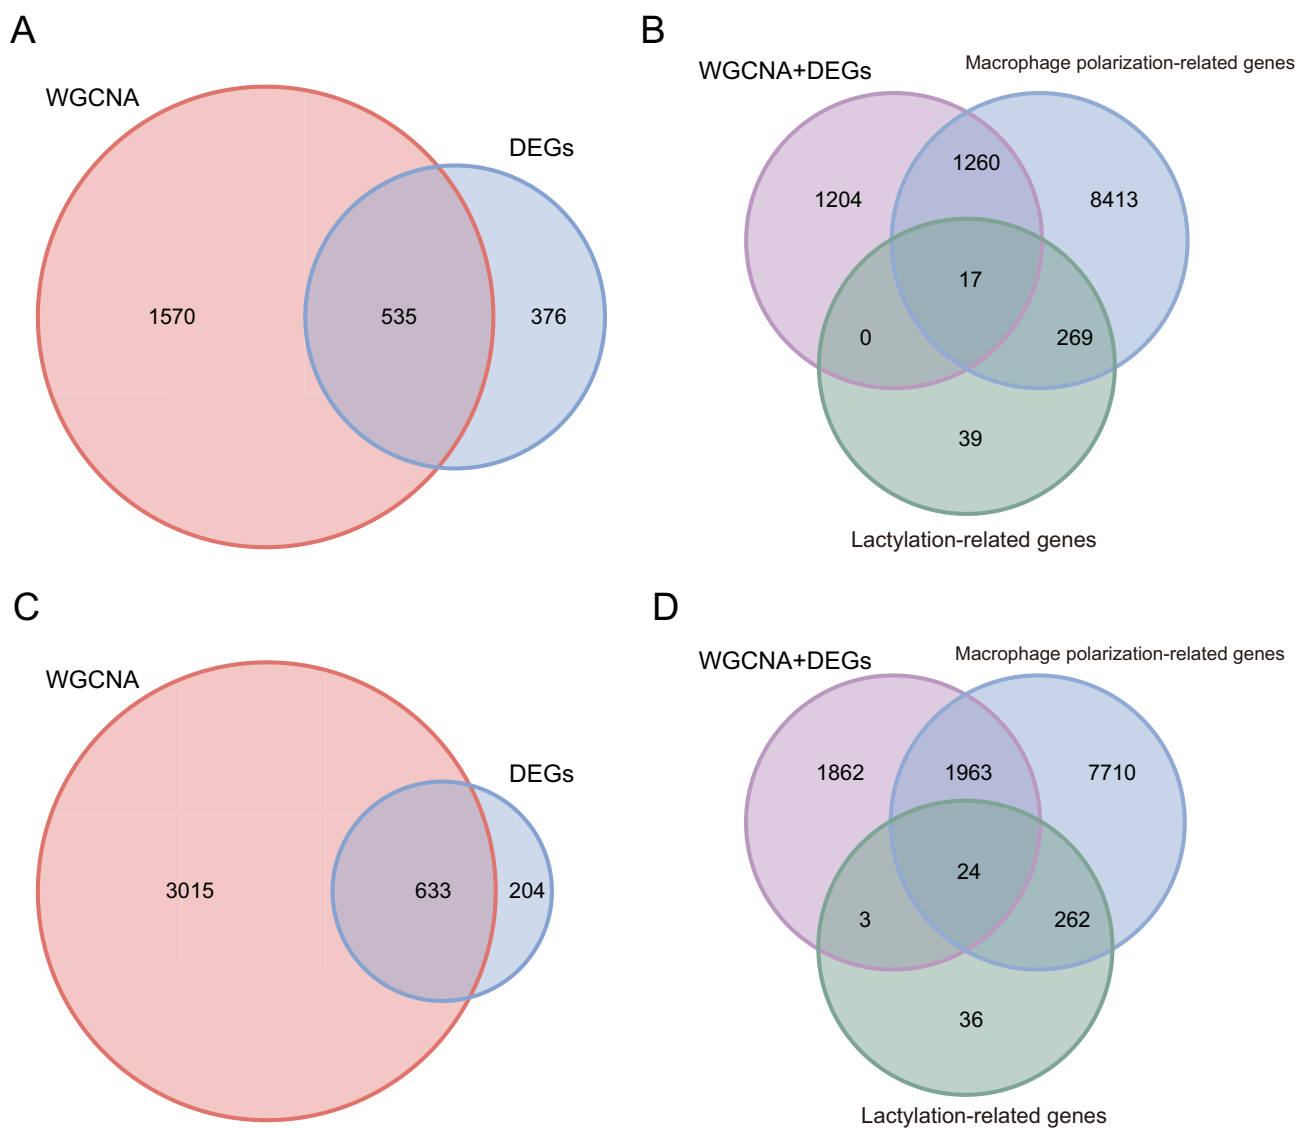 A
WGCNA
DEGs
1570
535
376
B
WGCNA+DEGs
Macrophage polarization-related genes
1204
1260
8413
17
0
269
39
Lactylation-related genes
C
WGCNA
DEGs
3015
633
204
D
WGCNA+DEGs
Macrophage polarization-related genes
1862
1963
7710
24
3
262
36
Lactylation-related genes